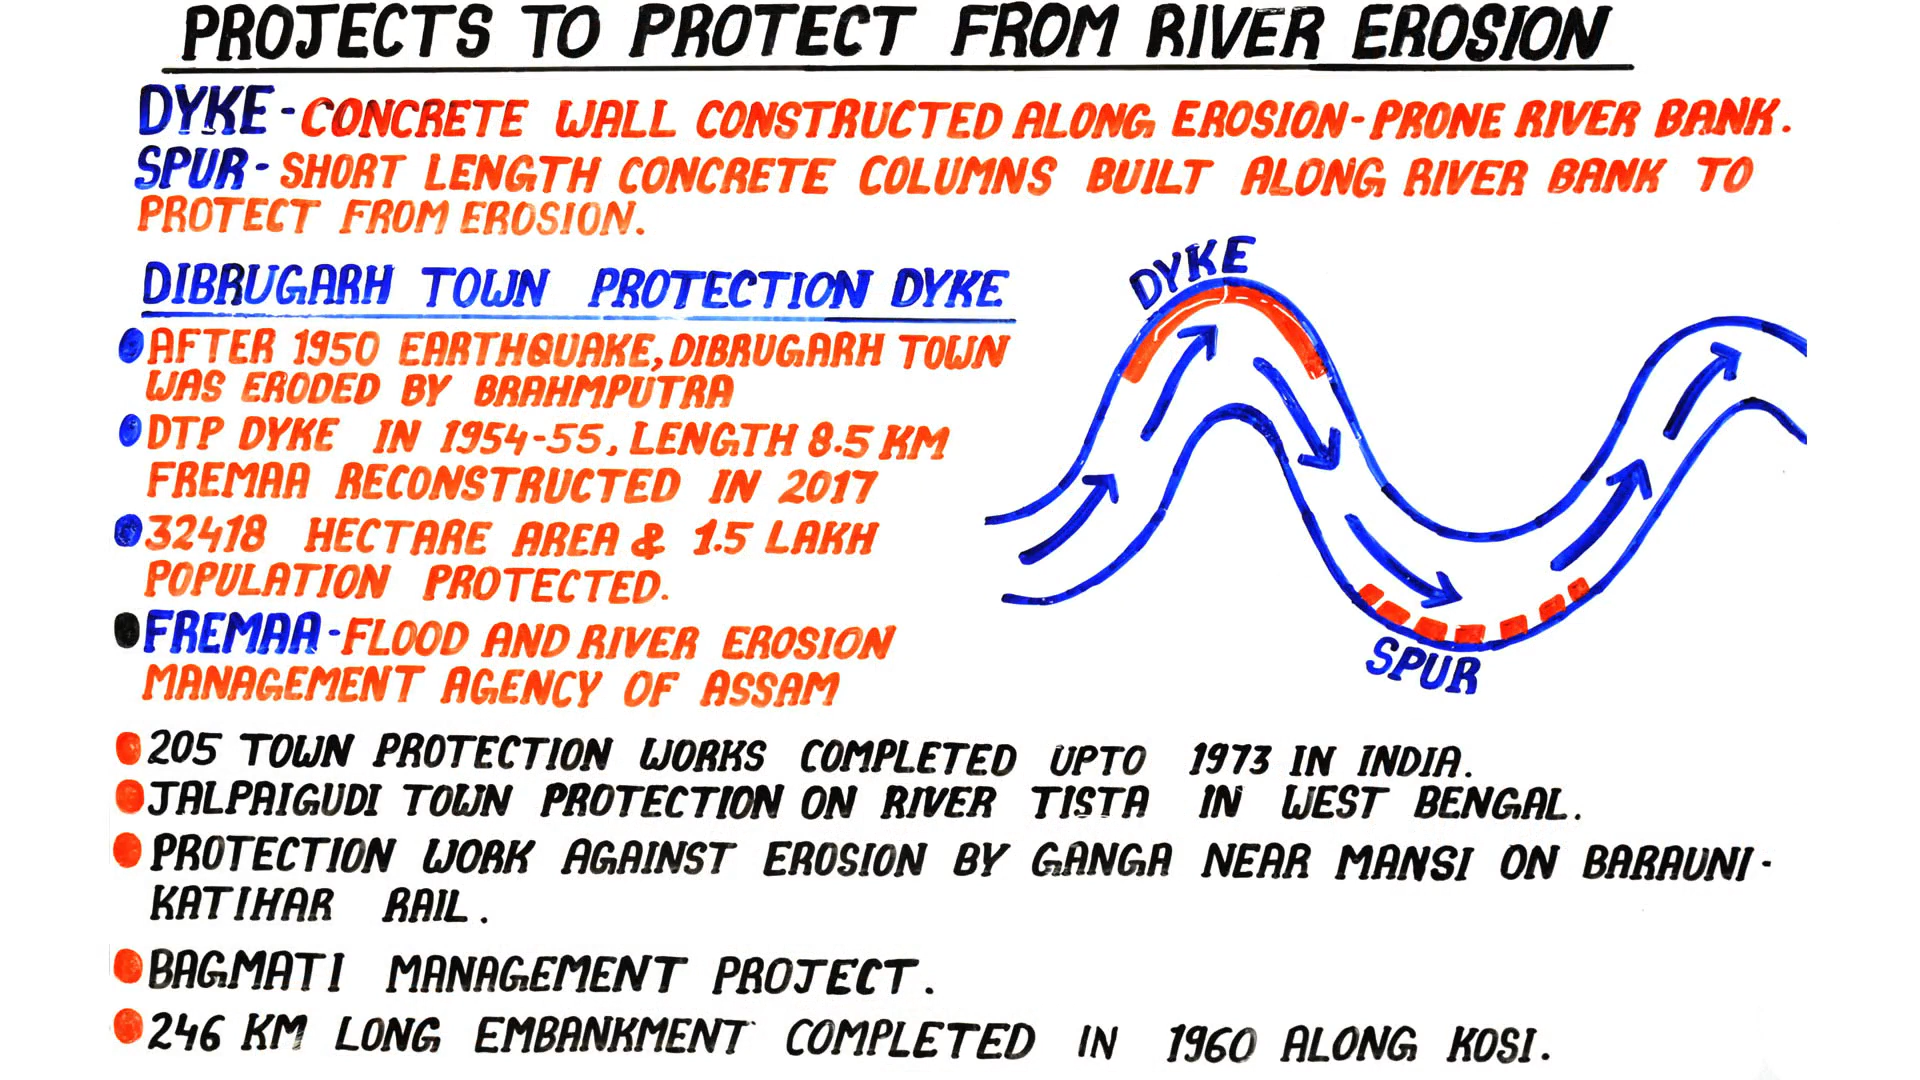 PROJECTS TO PROTECT FROM RIVER EROSION
DYKE - CONCRETE WALL CONSTRUCTED ALONG EROSION-PRONE RIVER BANK.
SPUR - SHORT LENGTH CONCRETE COLUMNS BUILT ALONG RIVER BANK TO
PROTECT FROM EROSION.
DIBRUGARH TOWN PROTECTION DYKE
AFTER 1950 EARTHQUAKE, DIBRUGARH TOWN
WAS ERODED BY BRAHMPUTRA
DTP DYKE IN 1954-55, LENGTH 8.5 KM
FREMAA RECONSTRUCTED IN 2017
32418 HECTARE AREA & 1.5 LAKH
POPULATION PROTECTED.
FREMAA - FLOOD AND RIVER EROSION
MANAGEMENT AGENCY OF ASSAM
DYKE
SPUR
205 TOWN PROTECTION WORKS COMPLETED UPTO 1973 IN INDIA.
JALPAIGUDI TOWN PROTECTION ON RIVER TISTA IN WEST BENGAL.
PROTECTION WORK AGAINST EROSION BY GANGA NEAR MANSI ON BARAUNI-
KATIHAR RAIL.
BAGMATI MANAGEMENT PROJECT.
246 KM LONG EMBANKMENT COMPLETED IN 1960 ALONG KOSI.